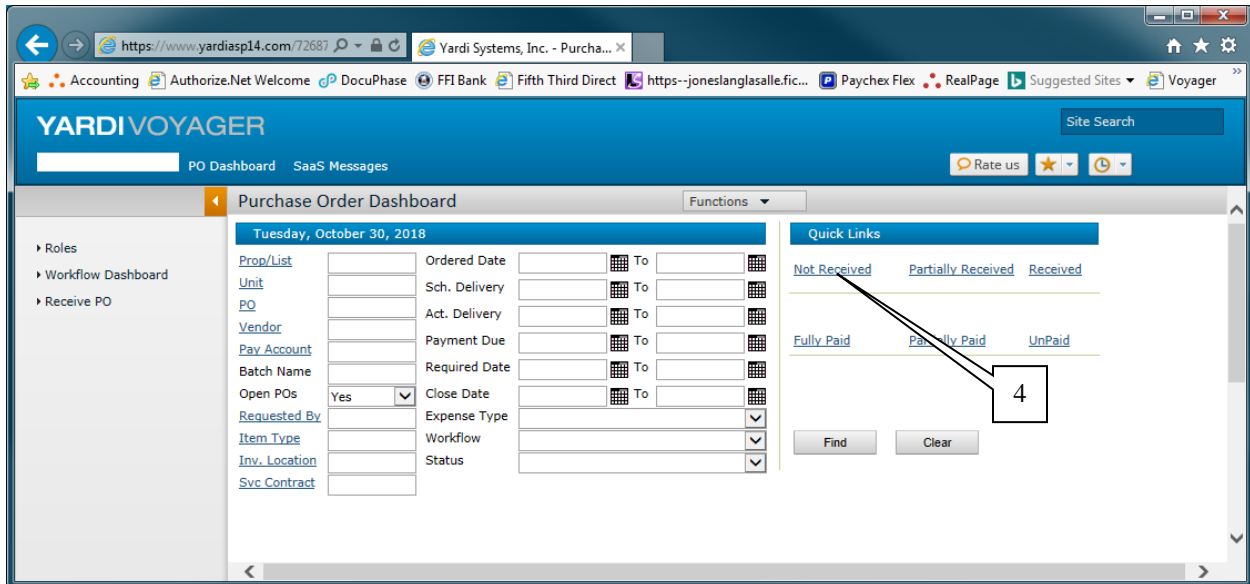 https://www.yardiasp14.com/72687
Yardi Systems, Inc. - Purcha...
Accounting Authorize.Net Welcome DocuPhase FFI Bank Fifth Third Direct https--joneslanglasalle.fic... Paychex Flex RealPage Suggested Sites Voyager
YARDI VOYAGER
Site Search
PO Dashboard SaaS Messages
Rate us
Purchase Order Dashboard
Functions
Roles
Workflow Dashboard
Receive PO
Tuesday, October 30, 2018
Prop/List
Unit
PO
Vendor
Pay Account
Batch Name
Open POs Yes
Requested By
Item Type
Inv. Location
Svc Contract
Ordered Date To
Sch. Delivery To
Act. Delivery To
Payment Due To
Required Date To
Close Date To
Expense Type
Workflow
Status
Quick Links
Not Received Partially Received Received
Fully Paid Partially Paid UnPaid
4
Find Clear